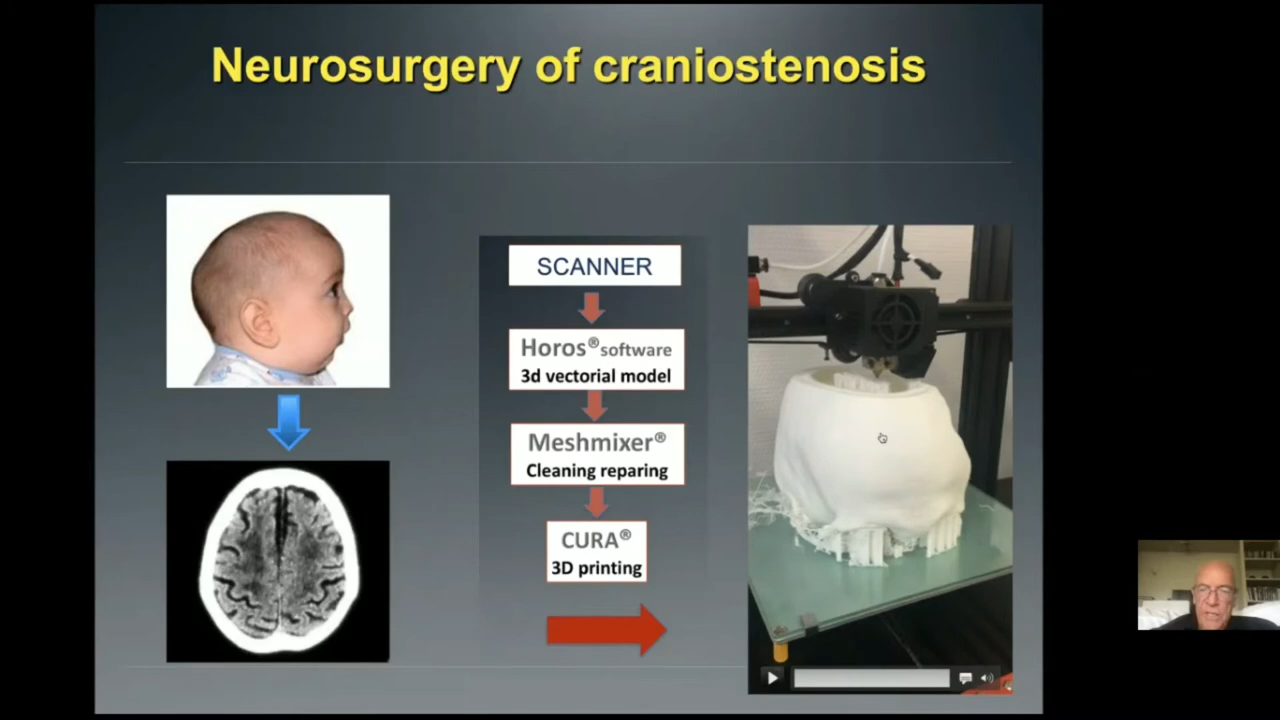 Neurosurgery of craniostenosis
SCANNER
Horos® software
3d vectorial model
Meshmixer®
Cleaning reparing
CURA®
3D printing